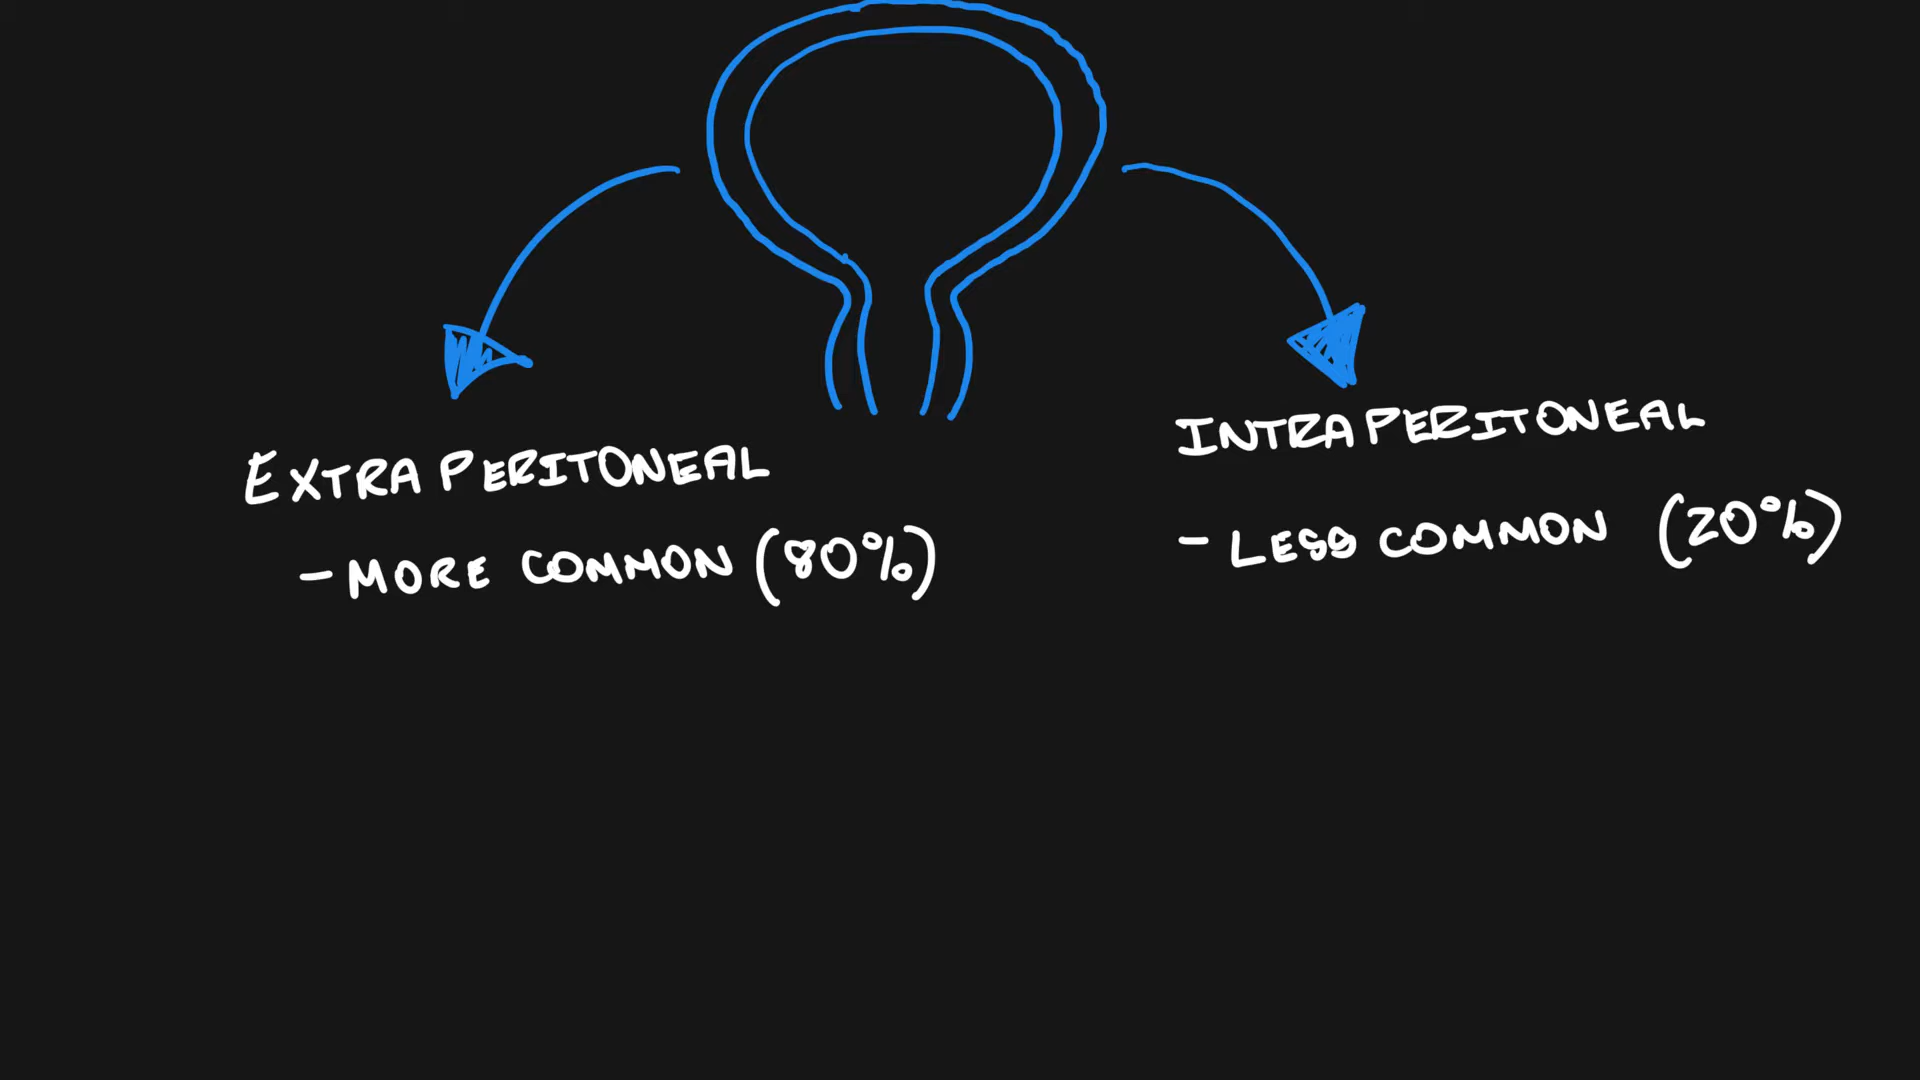 EXTRA PERITONEAL
- MORE COMMON (80%)
INTRA PERITONEAL
- LESS COMMON (20%)